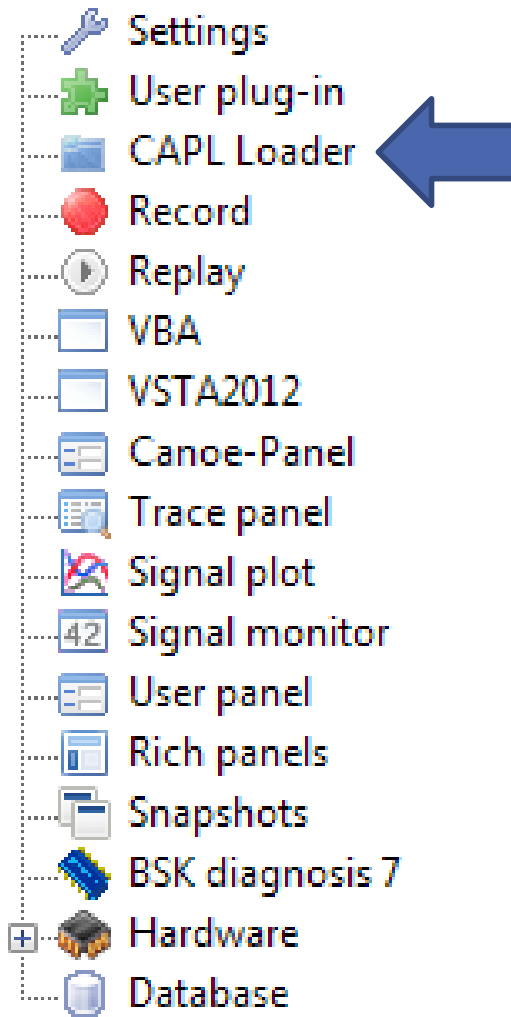 Settings
User plug-in
CAPL Loader
Record
Replay
VBA
VSTA2012
Canoe-Panel
Trace panel
Signal plot
42 Signal monitor
User panel
Rich panels
Snapshots
BSK diagnosis 7
Hardware
Database